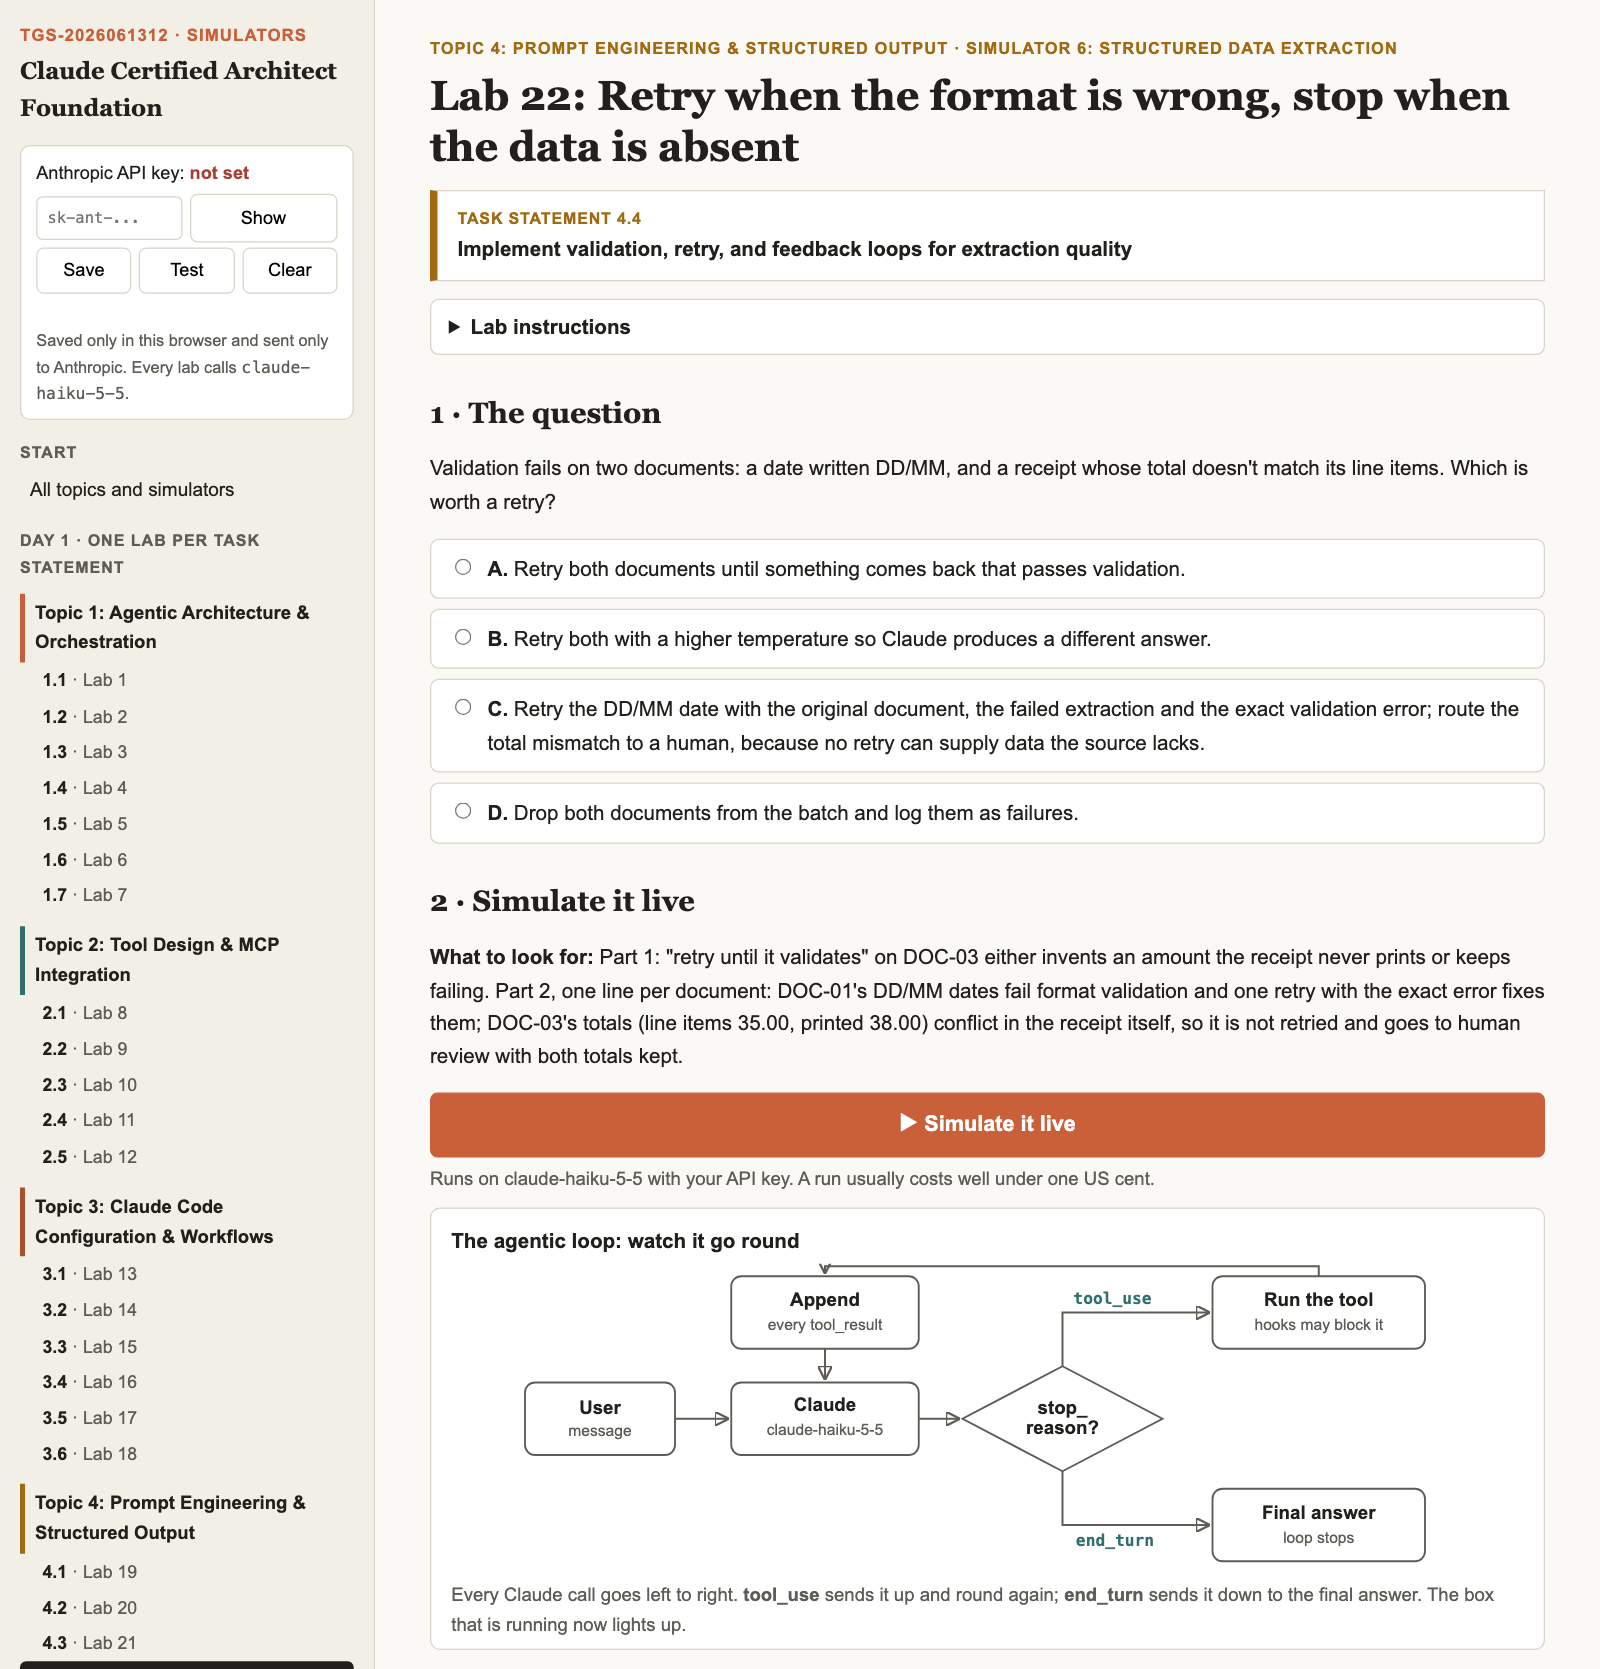 TGS-2026061312 · SIMULATORS
Claude Certified Architect
Foundation
Anthropic API key: not set
sk-ant-...
Show
Save
Test
Clear
Saved only in this browser and sent only
to Anthropic. Every lab calls claude-
haiku-5-5.
START
All topics and simulators
DAY 1 · ONE LAB PER TASK
STATEMENT
Topic 1: Agentic Architecture &
Orchestration
1.1 · Lab 1
1.2 · Lab 2
1.3 · Lab 3
1.4 · Lab 4
1.5 · Lab 5
1.6 · Lab 6
1.7 · Lab 7
Topic 2: Tool Design & MCP
Integration
2.1 · Lab 8
2.2 · Lab 9
2.3 · Lab 10
2.4 · Lab 11
2.5 · Lab 12
Topic 3: Claude Code
Configuration & Workflows
3.1 · Lab 13
3.2 · Lab 14
3.3 · Lab 15
3.4 · Lab 16
3.5 · Lab 17
3.6 · Lab 18
Topic 4: Prompt Engineering &
Structured Output
4.1 · Lab 19
4.2 · Lab 20
4.3 · Lab 21
TOPIC 4: PROMPT ENGINEERING & STRUCTURED OUTPUT · SIMULATOR 6: STRUCTURED DATA EXTRACTION
Lab 22: Retry when the format is wrong, stop when
the data is absent
TASK STATEMENT 4.4
Implement validation, retry, and feedback loops for extraction quality
▶ Lab instructions
1 · The question
Validation fails on two documents: a date written DD/MM, and a receipt whose total doesn't match its line items. Which is
worth a retry?
A. Retry both documents until something comes back that passes validation.
B. Retry both with a higher temperature so Claude produces a different answer.
C. Retry the DD/MM date with the original document, the failed extraction and the exact validation error; route the
total mismatch to a human, because no retry can supply data the source lacks.
D. Drop both documents from the batch and log them as failures.
2 · Simulate it live
What to look for: Part 1: "retry until it validates" on DOC-03 either invents an amount the receipt never prints or keeps
failing. Part 2, one line per document: DOC-01's DD/MM dates fail format validation and one retry with the exact error fixes
them; DOC-03's totals (line items 35.00, printed 38.00) conflict in the receipt itself, so it is not retried and goes to human
review with both totals kept.
▶ Simulate it live
Runs on claude-haiku-5-5 with your API key. A run usually costs well under one US cent.
The agentic loop: watch it go round
Append
every tool_result
tool_use
Run the tool
hooks may block it
User
message
Claude
claude-haiku-5-5
stop_
reason?
end_turn
Final answer
loop stops
Every Claude call goes left to right. tool_use sends it up and round again; end_turn sends it down to the final answer. The box
that is running now lights up.